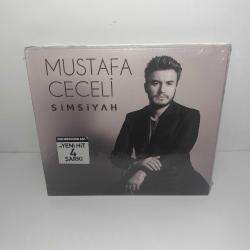 MUSTAFA
CECELİ
SİMSİYAH
+YENİ HİT
4
ŞARKI